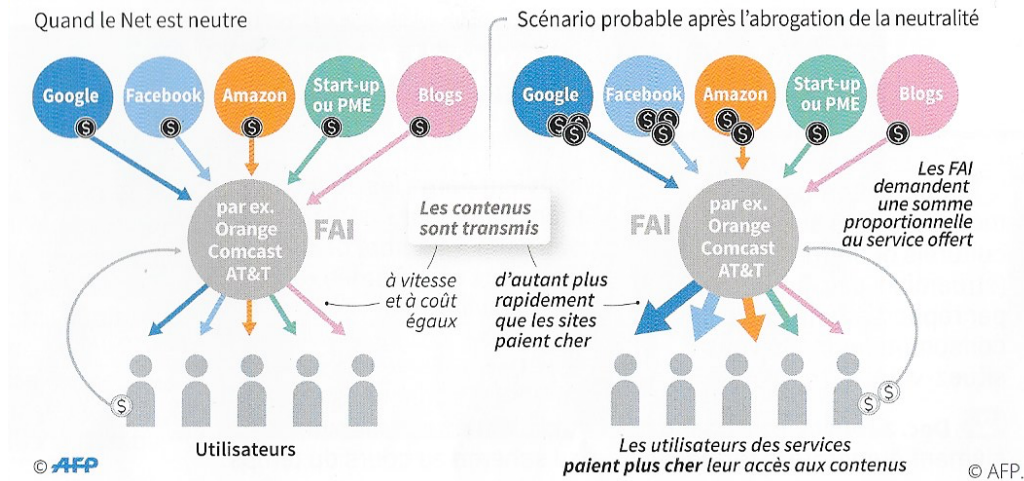 Quand le Net est neutre
Google
Facebook
Amazon
Start-up
ou PME
Blogs
$
$
$
$
$
par ex.
Orange
Comcast
AT&T
FAI
Les contenus
sont transmis
à vitesse
et à coût
égaux
$
Utilisateurs
© AFP
Scénario probable après l’abrogation de la neutralité
Google
Facebook
Amazon
Start-up
ou PME
Blogs
$ $ $
$ $ $
$ $
$
$
FAI
par ex.
Orange
Comcast
AT&T
Les FAI
demandent
une somme
proportionnelle
au service offert
d’autant plus
rapidement
que les sites
paient cher
$ $
Les utilisateurs des services
paient plus cher leur accès aux contenus
© AFP.